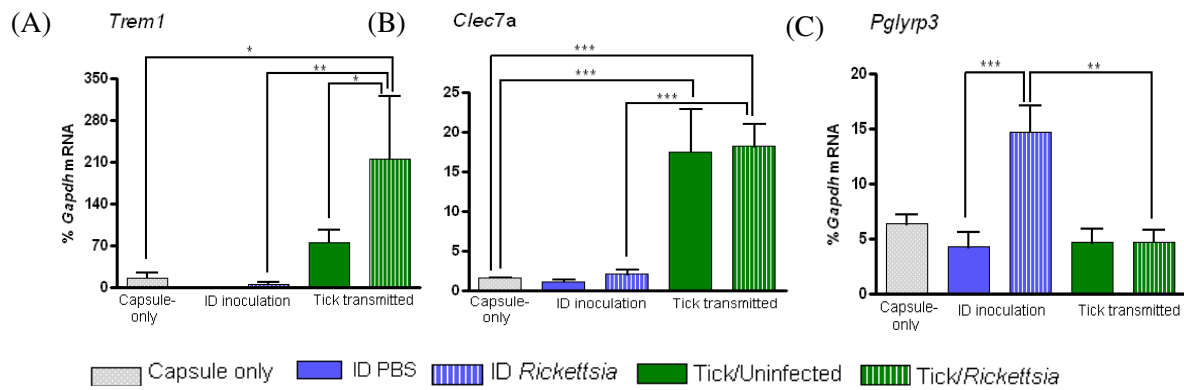 (A)
Trem1
*
**
*
% Gapdh mRNA
350
280
210
140
70
0
Capsule-only
ID inoculation
Tick transmitted
(B)
Clec7a
***
***
***
25
20
15
10
5
0
Capsule-only
ID inoculation
Tick transmitted
(C)
Pglyrp3
***
**
% Gapdh mRNA
20
15
10
5
0
Capsule-only
ID inoculation
Tick transmitted
Capsule only
ID PBS
ID Rickettsia
Tick/Uninfected
Tick/Rickettsia